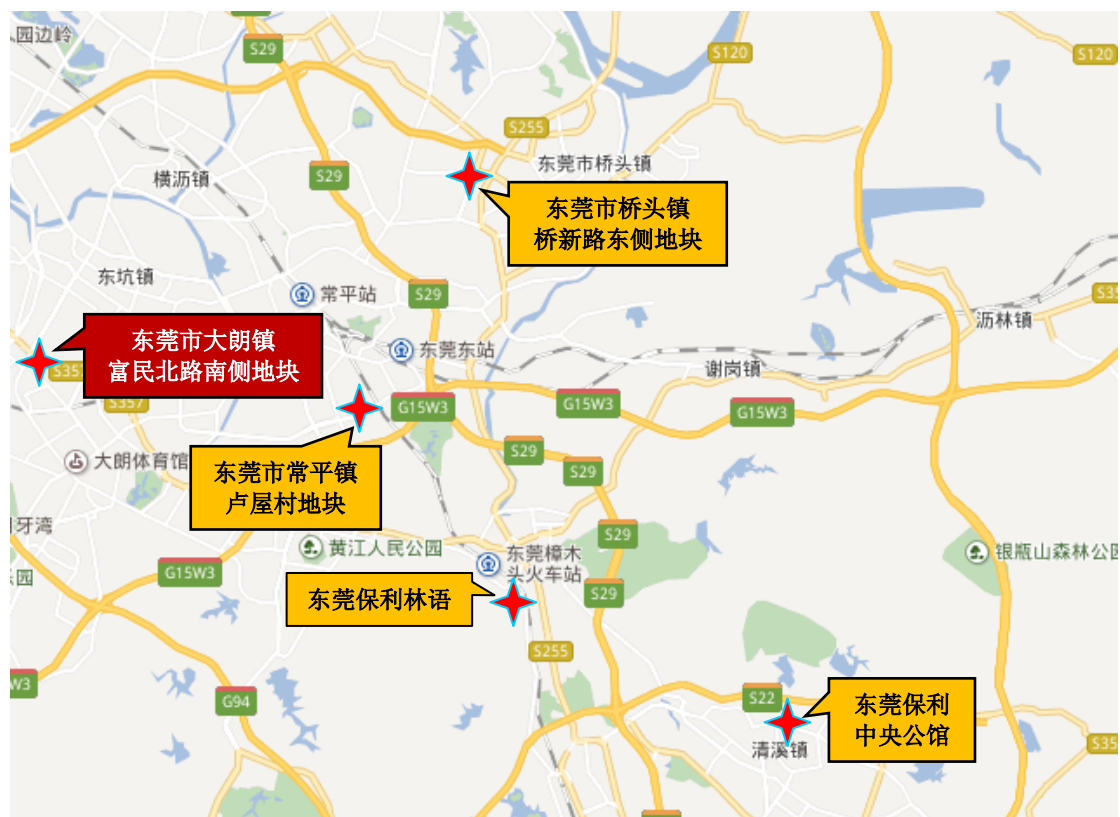 园边岭
S29
S120
S120
S255
东莞市桥头镇
横沥镇
S29
东莞市桥头镇
桥新路东侧地块
东坑镇
常平站
S29
沥林镇
东莞市大朗镇
富民北路南侧地块
东莞东站
谢岗镇
S357
S357
G15W3
G15W3
G15W3
大朗体育馆
东莞市常平镇
卢屋村地块
S29
S29
牙湾
黄江人民公园
S29
东莞樟木
头火车站
银瓶山森林公园
G15W3
东莞保利林语
S29
S255
W3
G94
S22
东莞保利
中央公馆
清溪镇